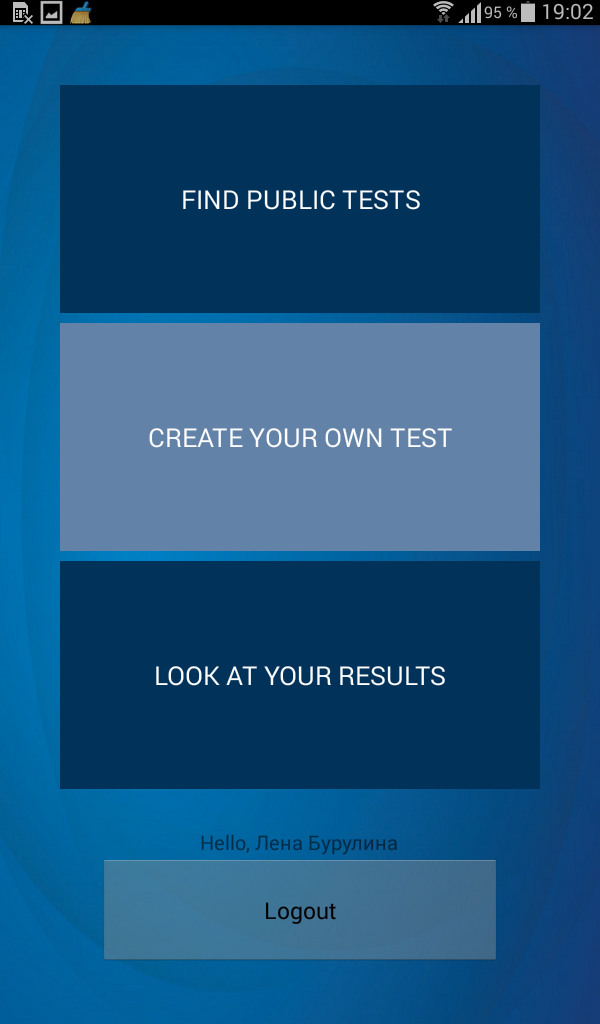 95 % 19:02
FIND PUBLIC TESTS
CREATE YOUR OWN TEST
LOOK AT YOUR RESULTS
Hello, Лена Бурулина
Logout